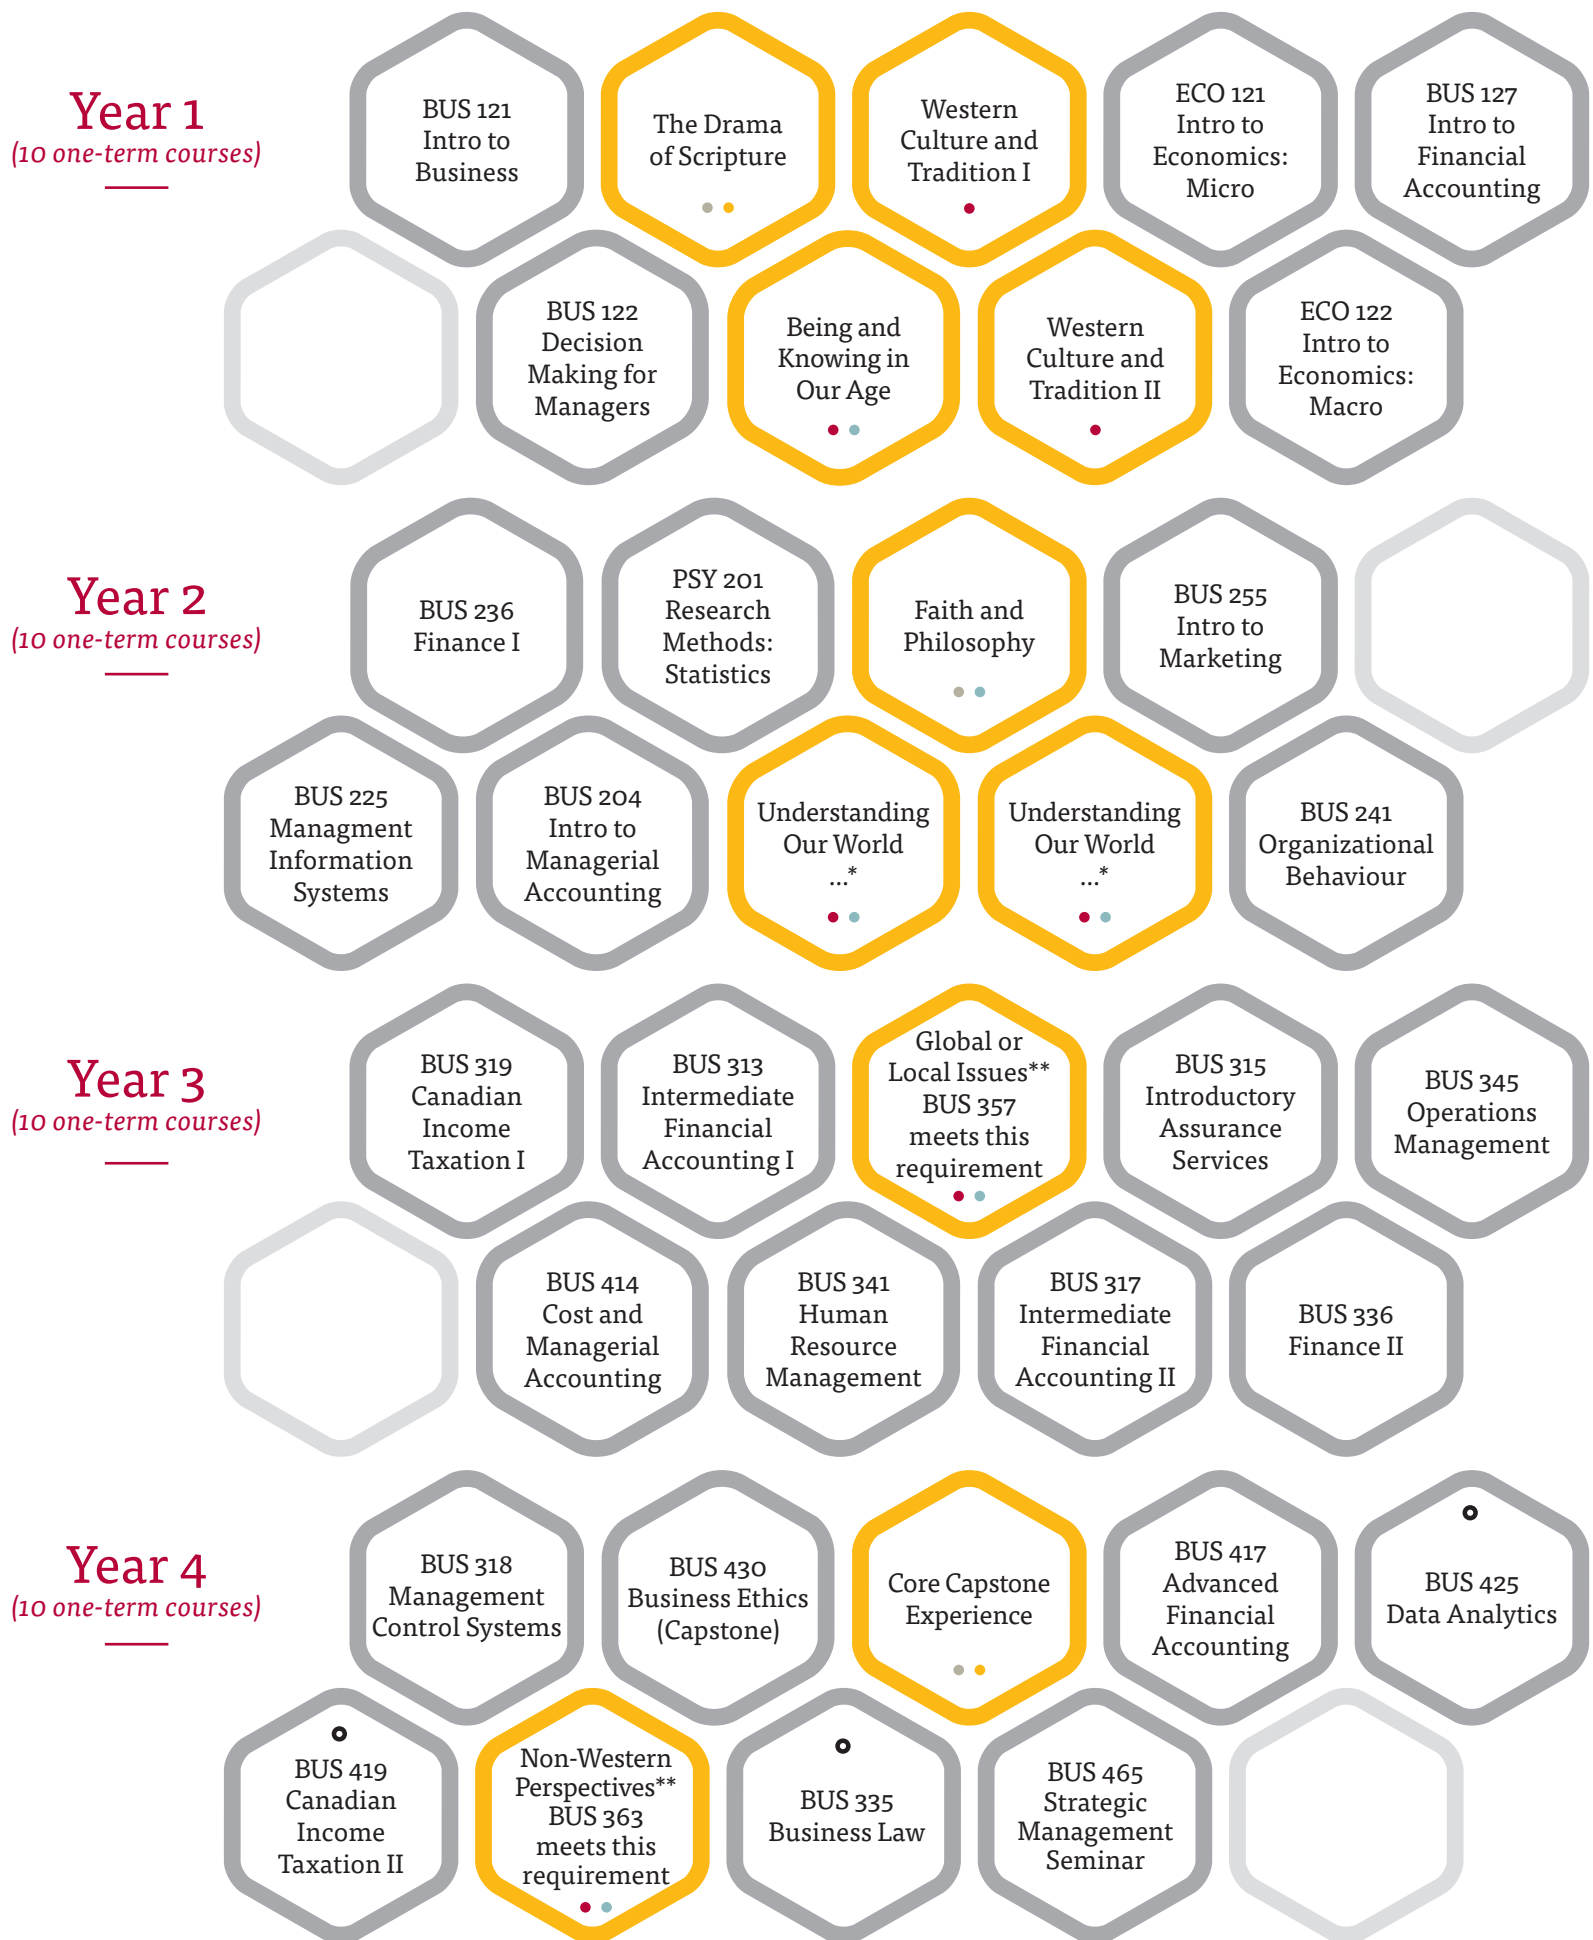 Year 1
(10 one-term courses)
BUS 121
Intro to
Business
The Drama
of Scripture
Western
Culture and
Tradition I
ECO 121
Intro to
Economics:
Micro
BUS 127
Intro to
Financial
Accounting
BUS 122
Decision
Making for
Managers
Being and
Knowing in
Our Age
Western
Culture and
Tradition II
ECO 122
Intro to
Economics:
Macro
Year 2
(10 one-term courses)
BUS 236
Finance I
PSY 201
Research
Methods:
Statistics
Faith and
Philosophy
BUS 255
Intro to
Marketing
BUS 225
Managment
Information
Systems
BUS 204
Intro to
Managerial
Accounting
Understanding
Our World
...*
Understanding
Our World
...*
BUS 241
Organizational
Behaviour
Year 3
(10 one-term courses)
BUS 319
Canadian
Income
Taxation I
BUS 313
Intermediate
Financial
Accounting I
Global or
Local Issues**
BUS 357
meets this
requirement
BUS 315
Introductory
Assurance
Services
BUS 345
Operations
Management
BUS 414
Cost and
Managerial
Accounting
BUS 341
Human
Resource
Management
BUS 317
Intermediate
Financial
Accounting II
BUS 336
Finance II
Year 4
(10 one-term courses)
BUS 318
Management
Control Systems
BUS 430
Business Ethics
(Capstone)
Core Capstone
Experience
BUS 417
Advanced
Financial
Accounting
BUS 425
Data Analytics
BUS 419
Canadian
Income
Taxation II
Non-Western
Perspectives**
BUS 363
meets this
requirement
BUS 335
Business Law
BUS 465
Strategic
Management
Seminar